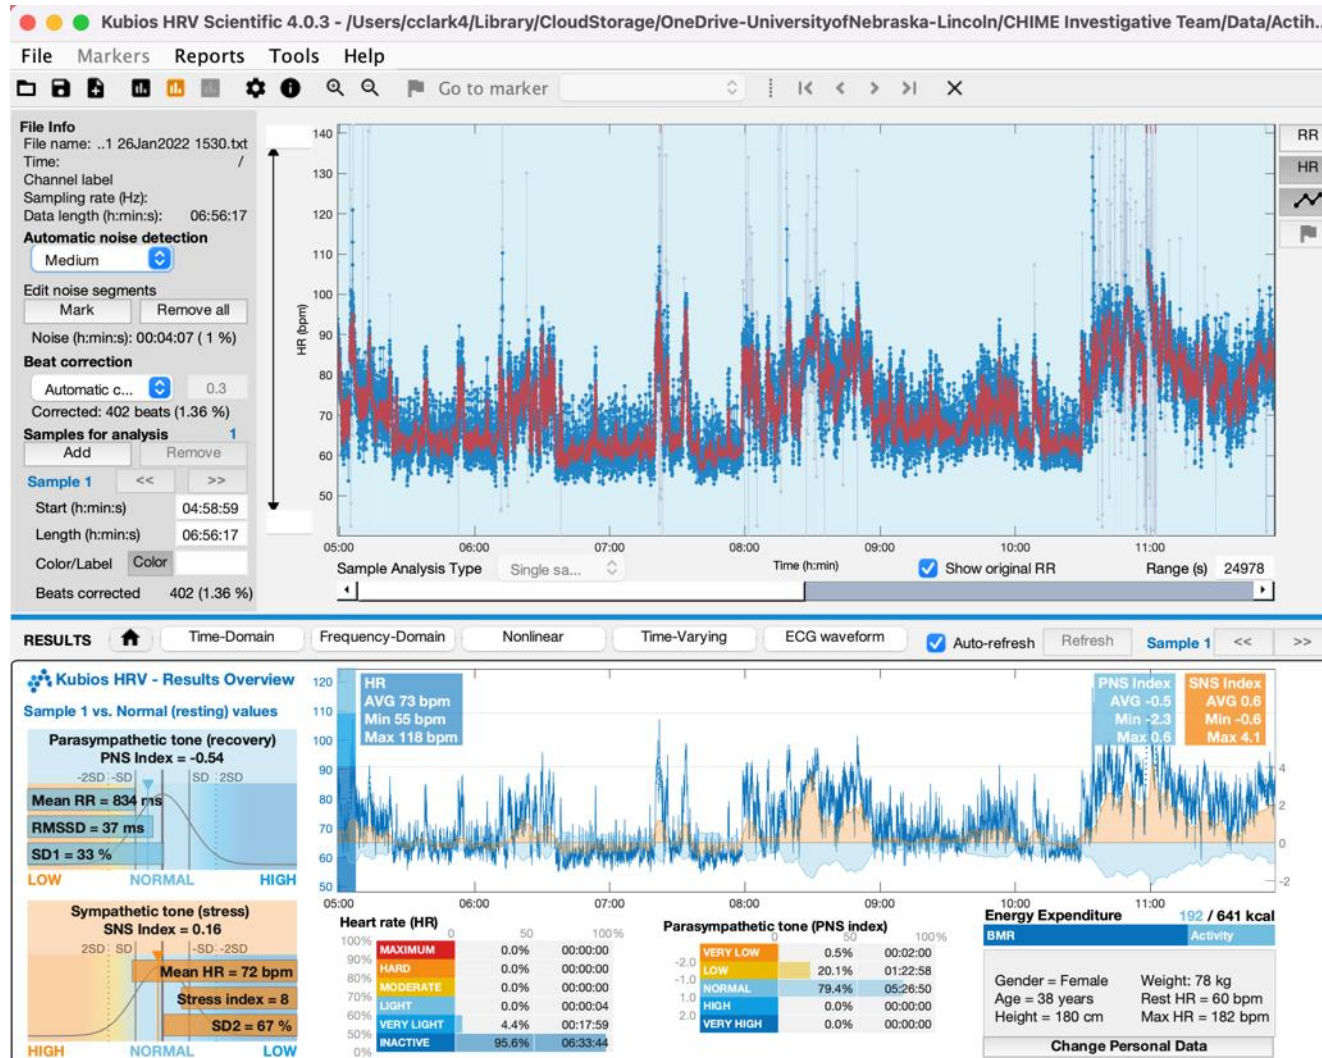 Kubios HRV Scientific 4.0.3 - /Users/cclark4/Library/CloudStorage/OneDrive-UniversityofNebraska-Lincoln/CHIME Investigative Team/Data/Actih..
File Markers Reports Tools Help
Go to marker
File Info
File name: ..1 26Jan2022 1530.txt
Time: /
Channel label
Sampling rate (Hz):
Data length (h:min:s): 06:56:17
Automatic noise detection
Medium
Edit noise segments
Mark Remove all
Noise (h:min:s): 00:04:07 ( 1 %)
Beat correction
Automatic c... 0.3
Corrected: 402 beats (1.36 %)
Samples for analysis 1
Add Remove
Sample 1 << >>
Start (h:min:s) 04:58:59
Length (h:min:s) 06:56:17
Color/Label Color
Beats corrected 402 (1.36 %)
HR (bpm)
140
130
120
110
100
90
80
70
60
50
05:00 06:00 07:00 08:00 09:00 10:00 11:00
RR
HR
Sample Analysis Type Single sa... Time (h:min) Show original RR Range (s) 24978
RESULTS Time-Domain Frequency-Domain Nonlinear Time-Varying ECG waveform Auto-refresh Refresh Sample 1 << >>
Kubios HRV - Results Overview
Sample 1 vs. Normal (resting) values
Parasympathetic tone (recovery)
PNS Index = -0.54
-2SD -SD SD 2SD
Mean RR = 834 ms
RMSSD = 37 ms
SD1 = 33 %
LOW NORMAL HIGH
Sympathetic tone (stress)
SNS Index = 0.16
2SD SD -SD -2SD
Mean HR = 72 bpm
Stress index = 8
SD2 = 67 %
HIGH NORMAL LOW
120
110
100
90
80
70
60
50
HR
AVG 73 bpm
Min 55 bpm
Max 118 bpm
PNS Index
AVG -0.5
Min -2.3
Max 0.6
SNS Index
AVG 0.6
Min -0.6
Max 4.1
4
2
0
-2
05:00 06:00 07:00 08:00 09:00 10:00 11:00
Heart rate (HR)
0 50 100%
100%
90%
80%
70%
60%
50%
0%
MAXIMUM 0.0% 00:00:00
HARD 0.0% 00:00:00
MODERATE 0.0% 00:00:00
LIGHT 0.0% 00:00:04
VERY LIGHT 4.4% 00:17:59
INACTIVE 95.6% 06:33:44
Parasympathetic tone (PNS index)
0 50 100%
-2.0
-1.0
1.0
2.0
VERY LOW 0.5% 00:02:00
LOW 20.1% 01:22:58
NORMAL 79.4% 05:26:50
HIGH 0.0% 00:00:00
VERY HIGH 0.0% 00:00:00
Energy Expenditure 192 / 641 kcal
BMR Activity
Gender = Female Weight: 78 kg
Age = 38 years Rest HR = 60 bpm
Height = 180 cm Max HR = 182 bpm
Change Personal Data